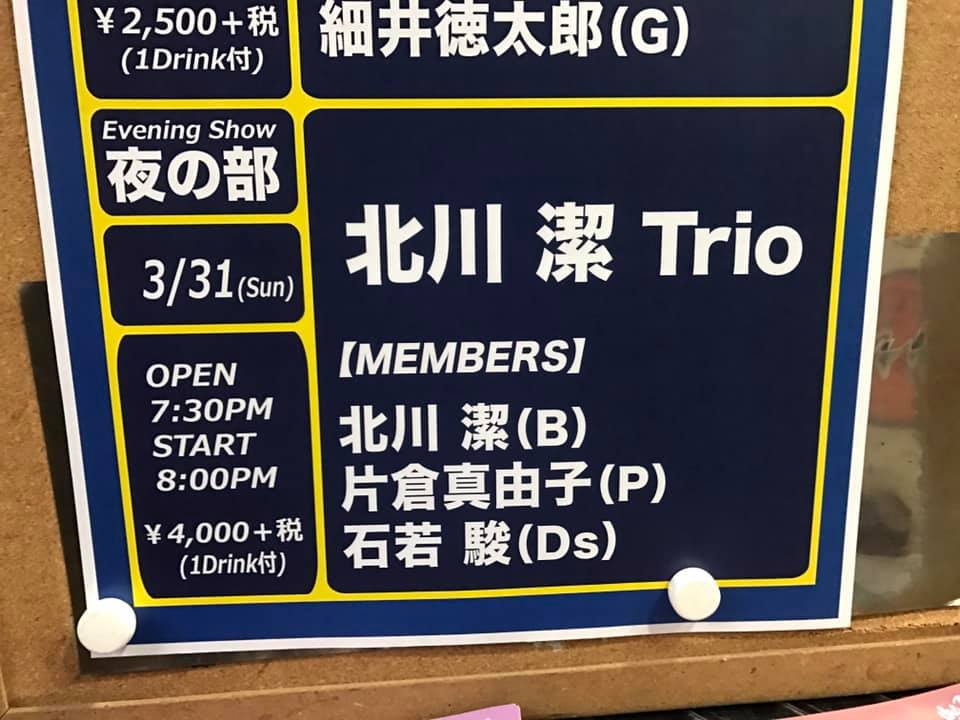 ¥2,500+税
(1Drink付)
細井徳太郎(G)
Evening Show
夜の部
3/31(Sun)
OPEN
7:30PM
START
8:00PM
¥4,000+税
(1Drink付)
北川 潔 Trio
【MEMBERS】
北川 潔(B)
片倉真由子(P)
石若 駿(Ds)